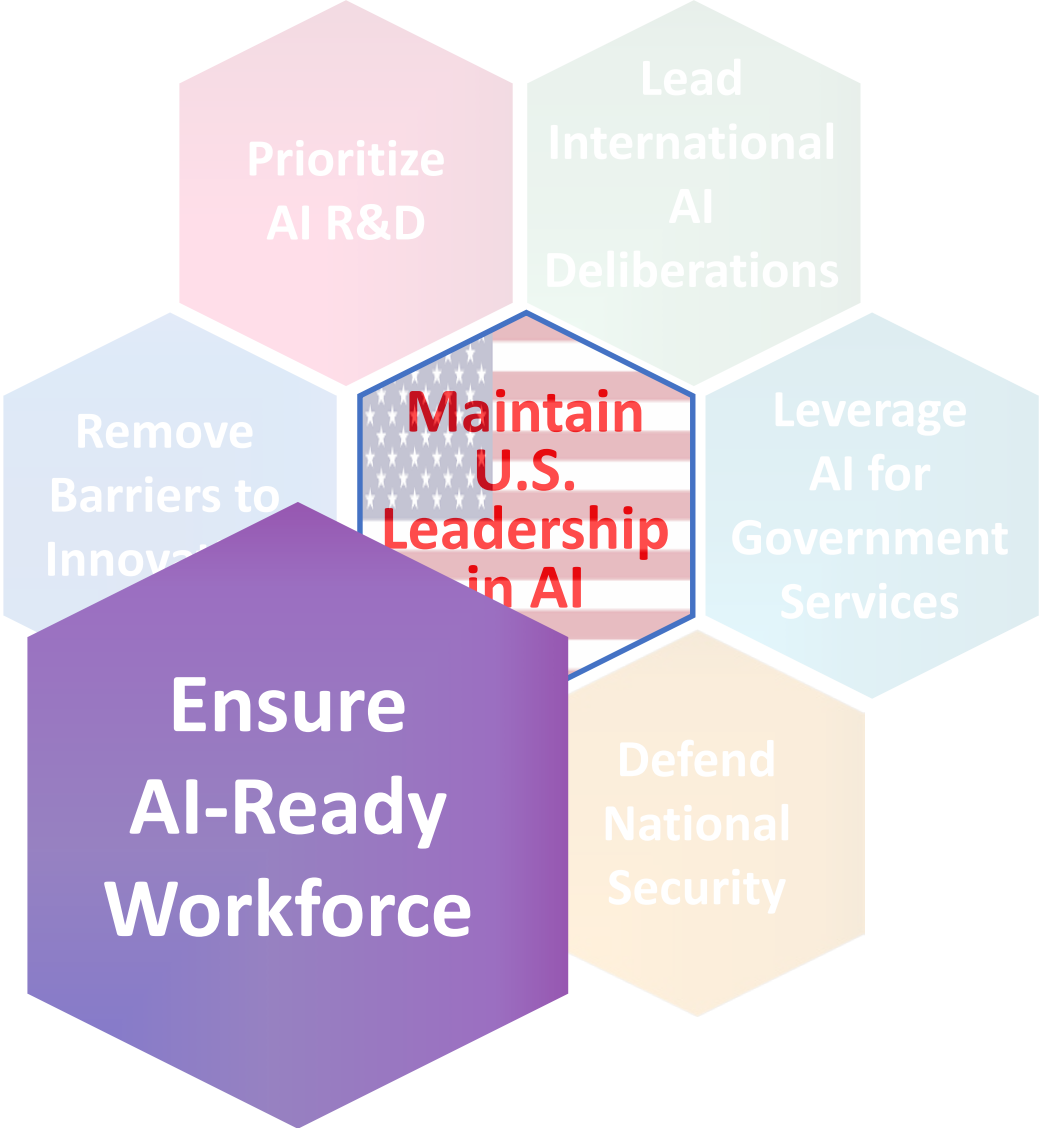 Prioritize
AI R&D
Lead
International
AI
Deliberations
Remove
Barriers to
Maintain
U.S.
Leadership
in AI
Leverage
AI for
Government
Services
Ensure
AI-Ready
Workforce
Defend
National
Security